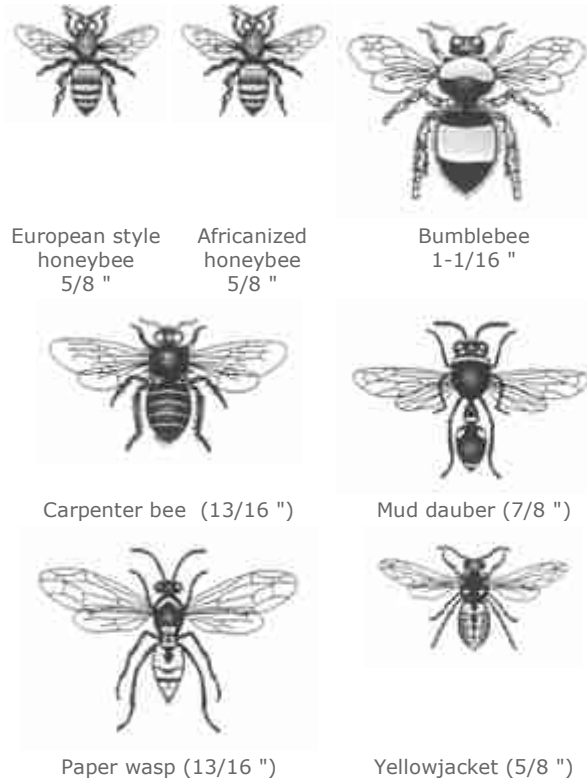 European style
honeybee
5/8 "
Africanized
honeybee
5/8 "
Bumblebee
1-1/16 "
Carpenter bee (13/16 ")
Mud dauber (7/8 ")
Paper wasp (13/16 ")
Yellowjacket (5/8 ")